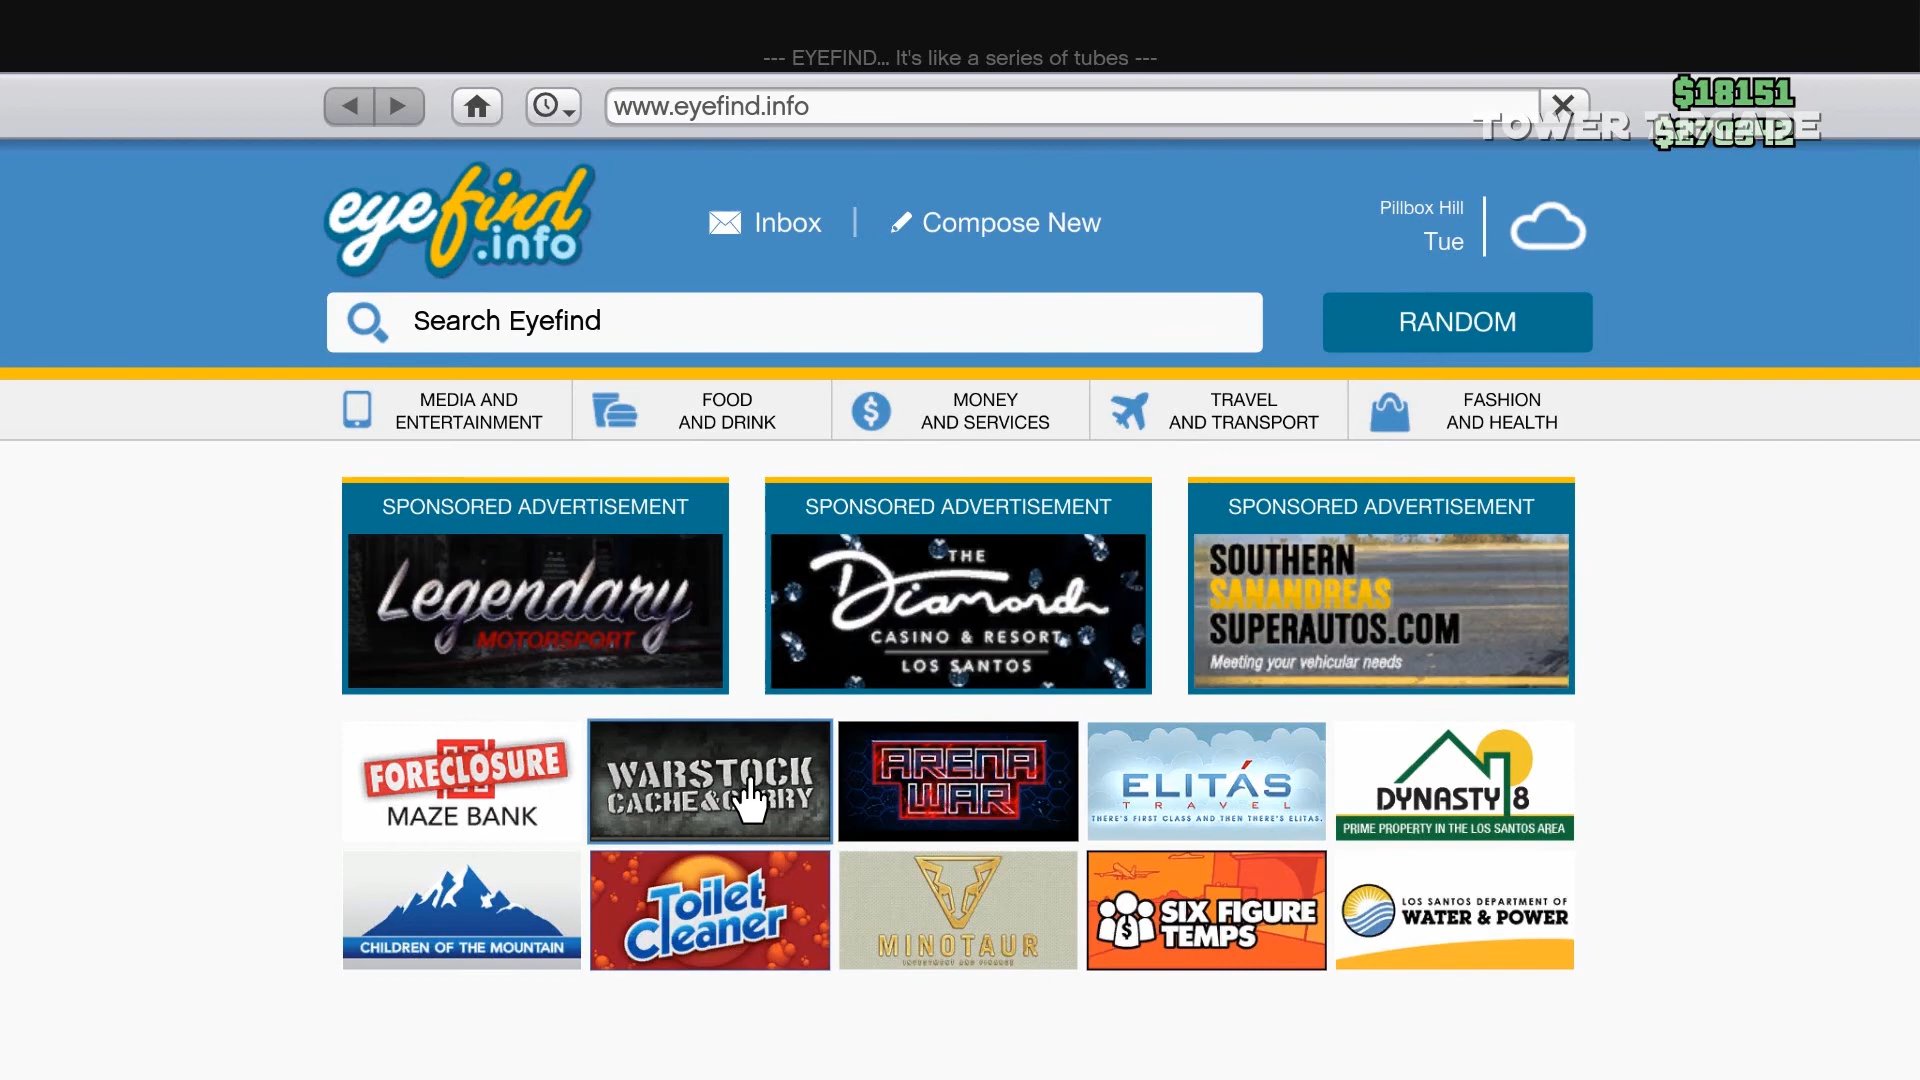 --- EYEFIND... It's like a series of tubes ---
www.eyefind.info
$18151
TOWER
eyefind
.info
Inbox
Compose New
Pillbox Hill
Tue
Search Eyefind
RANDOM
MEDIA AND
ENTERTAINMENT
FOOD
AND DRINK
MONEY
AND SERVICES
TRAVEL
AND TRANSPORT
FASHION
AND HEALTH
SPONSORED ADVERTISEMENT
Legendary
MOTORSPORT
SPONSORED ADVERTISEMENT
THE
Diamond
CASINO & RESORT
LOS SANTOS
SPONSORED ADVERTISEMENT
SOUTHERN
SANANDREAS
SUPERAUTOS.COM
Meeting your vehicular needs
FORECLOSURE
MAZE BANK
WARSTOCK
CACHE&CARRY
ARENA
WAR
ELITÁS
TRAVEL
THERE'S FIRST CLASS AND THEN THERE'S ELITAS.
DYNASTY 8
PRIME PROPERTY IN THE LOS SANTOS AREA
CHILDREN OF THE MOUNTAIN
Toilet
Cleaner
MINOTAUR
INVESTMENT AND FINANCE
SIX FIGURE
TEMPS
LOS SANTOS DEPARTMENT OF
WATER & POWER